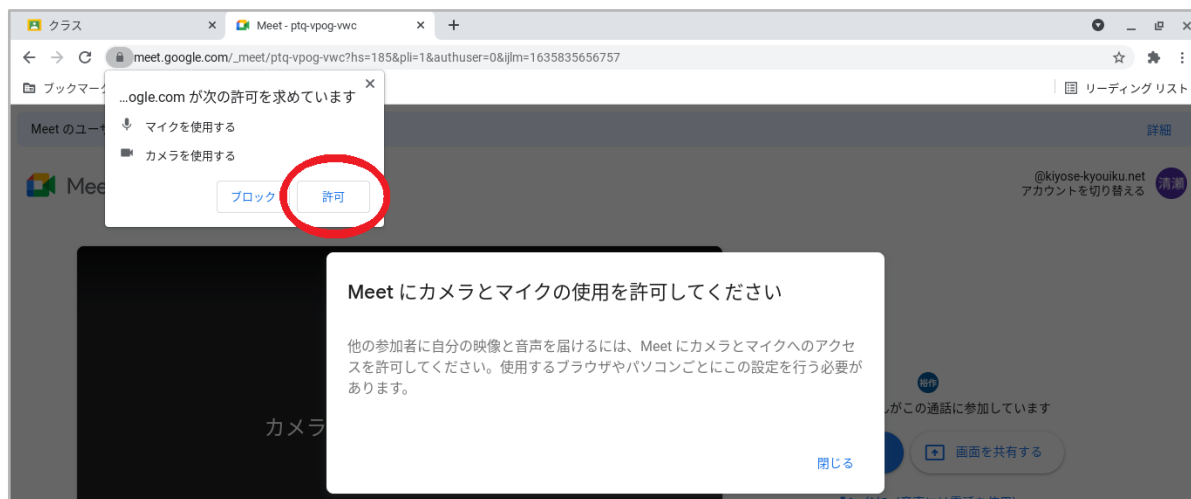 クラス
Meet - ptq-vpog-vwc
meet.google.com/_meet/ptq-vpog-vwc?hs=185&pli=1&authuser=0&ijlm=1635835656757
ブックマーク
リーディング リスト
...ogle.com が次の許可を求めています
マイクを使用する
カメラを使用する
ブロック
許可
Meet のユーザ
詳細
Mee
@kiyose-kyouiku.net
アカウントを切り替える
清瀬
Meet にカメラとマイクの使用を許可してください
他の参加者に自分の映像と音声を届けるには、Meet にカメラとマイクへのアクセ
スを許可してください。使用するブラウザやパソコンごとにこの設定を行う必要が
あります。
閉じる
カメラ
裕作
んがこの通話に参加しています
画面を共有する